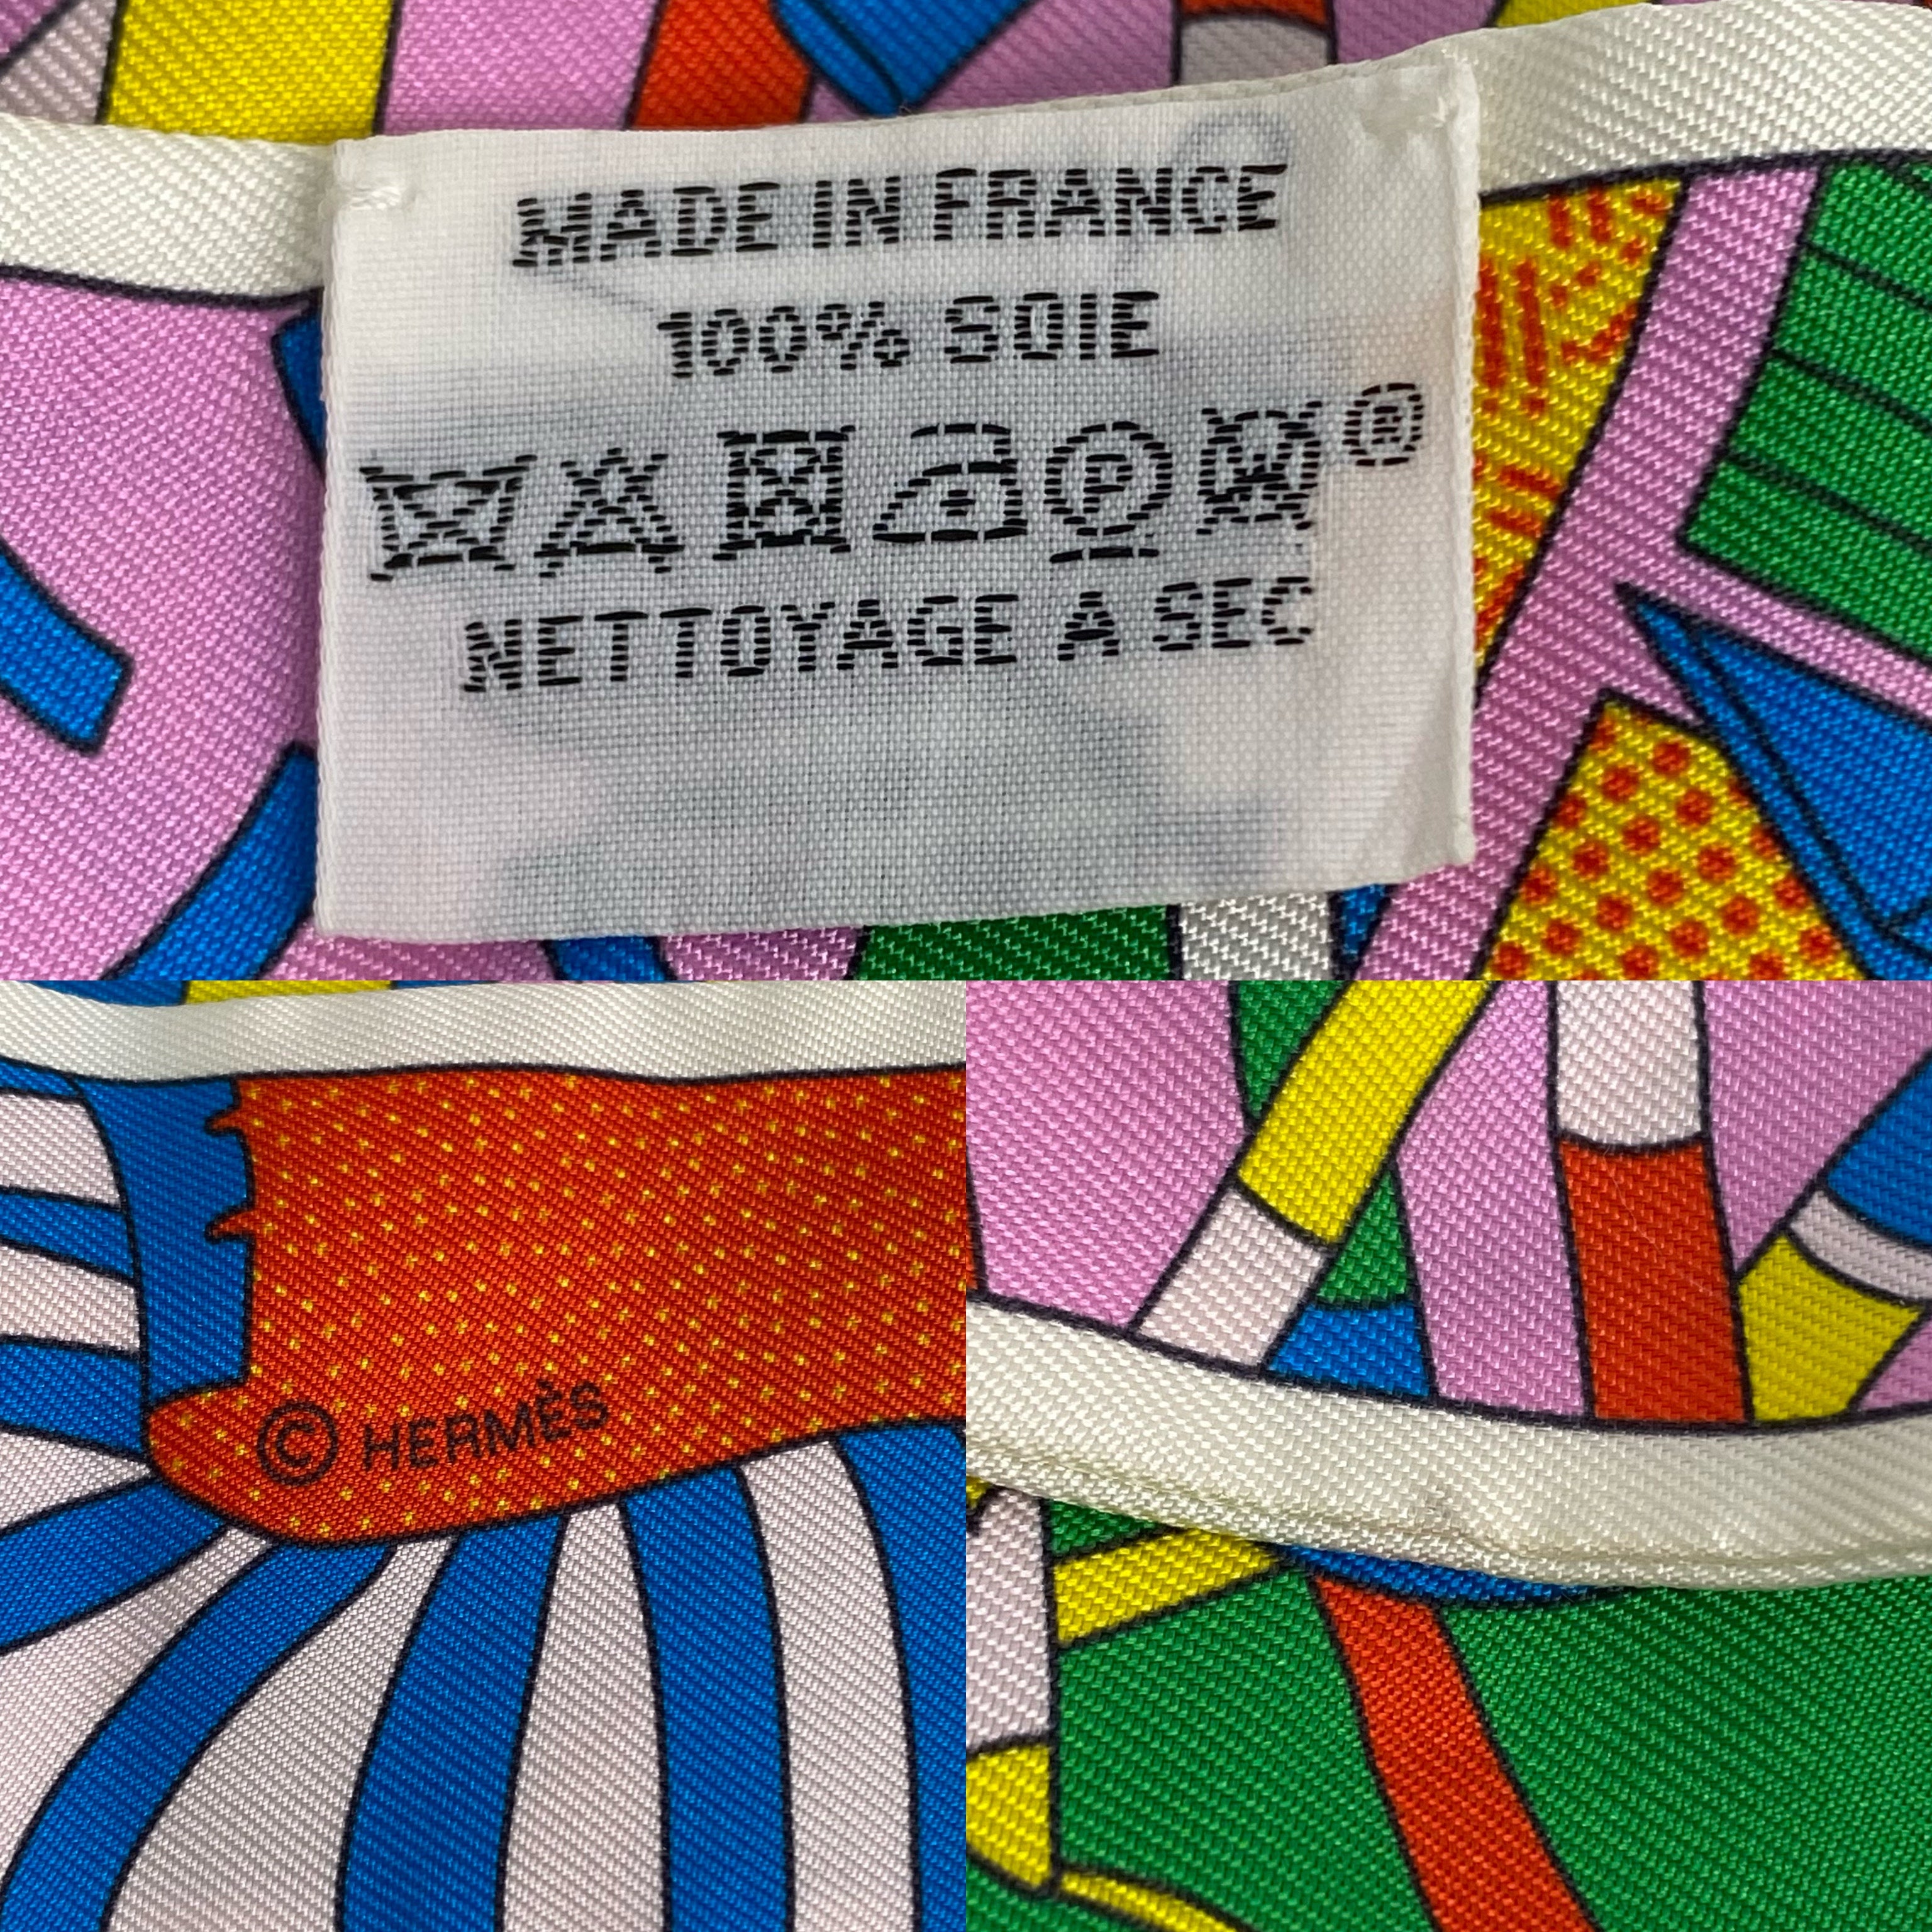 MADE IN FRANCE
100% SOIE
P ®
NETTOYAGE A SEC
© HERMÈS